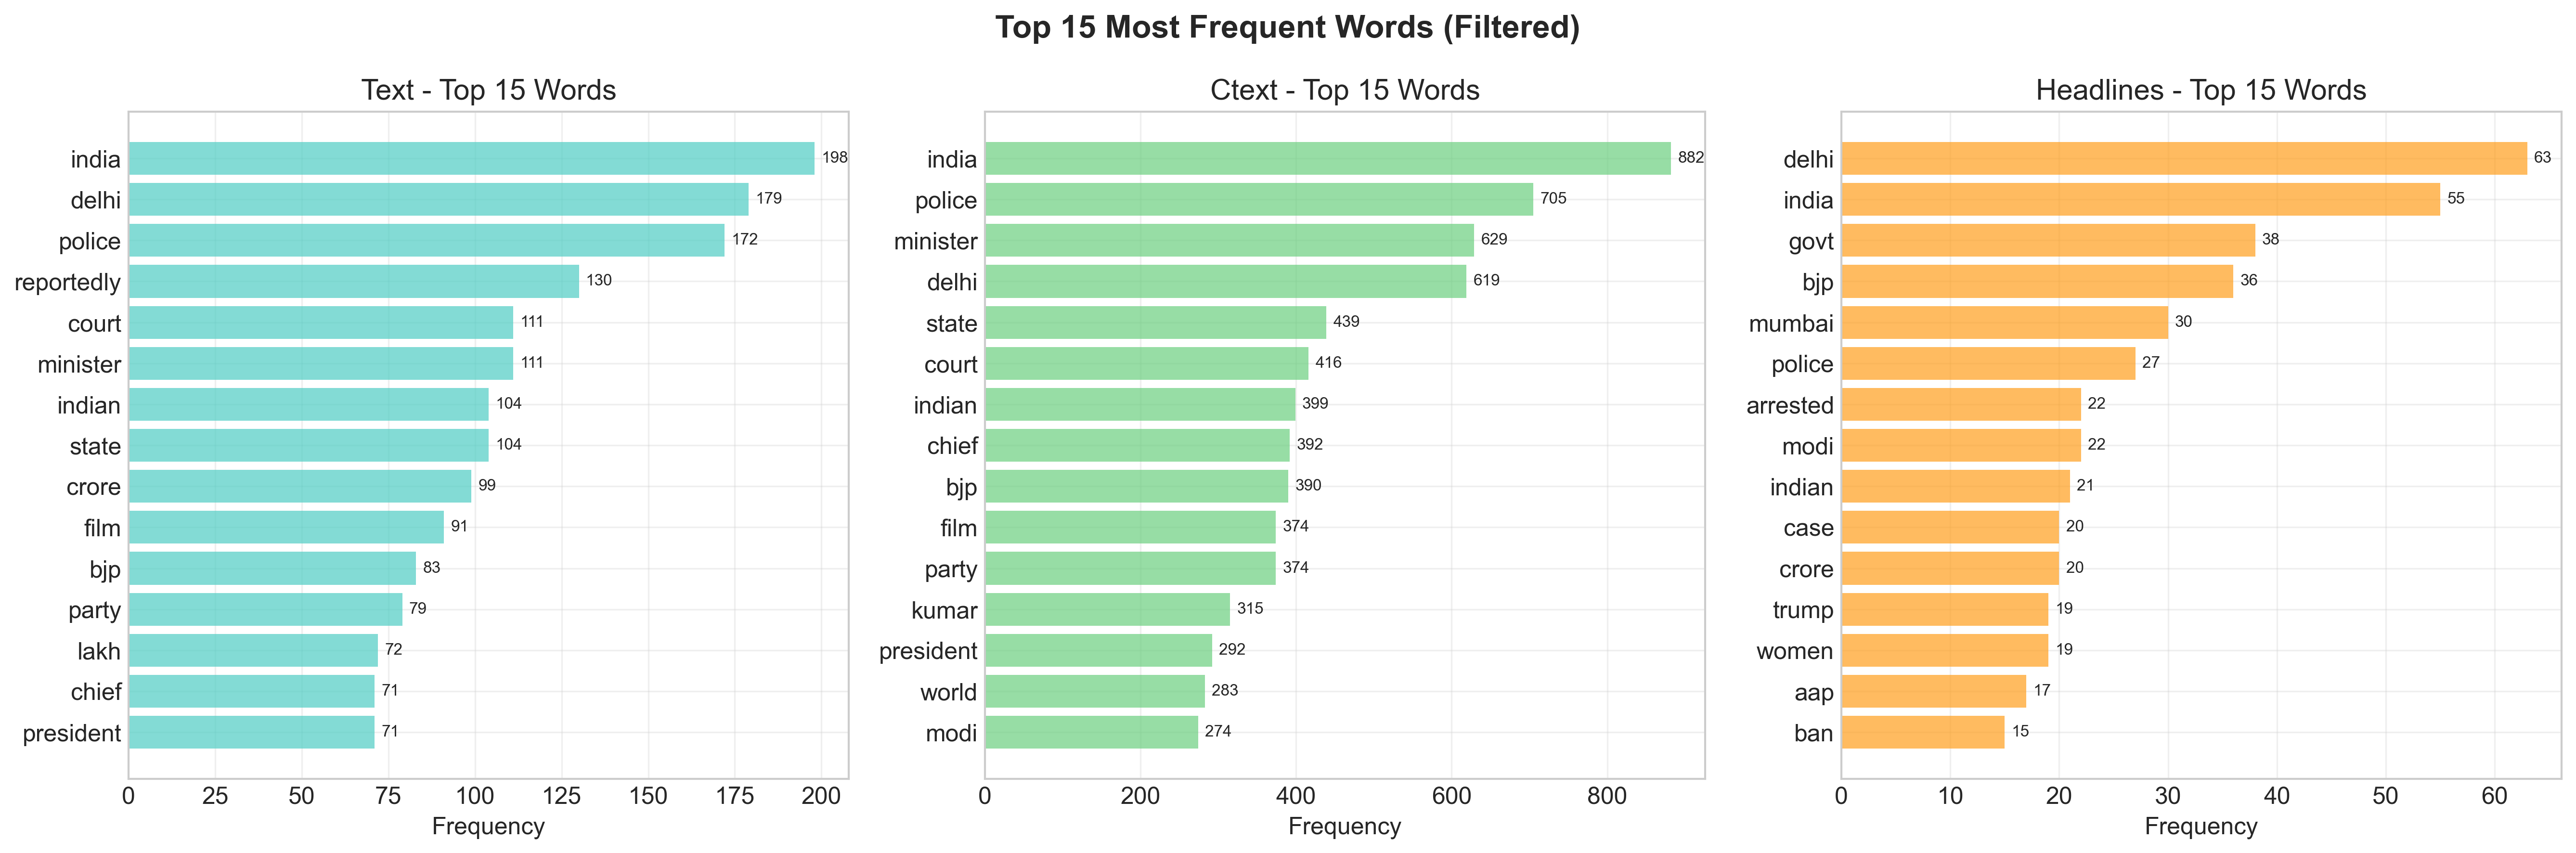 Top 15 Most Frequent Words (Filtered)
Text - Top 15 Words
india 198
delhi 179
police 172
reportedly 130
court 111
minister 111
indian 104
state 104
crore 99
film 91
bjp 83
party 79
lakh 72
chief 71
president 71
0 25 50 75 100 125 150 175 200
Frequency
Ctext - Top 15 Words
india 882
police 705
minister 629
delhi 619
state 439
court 416
indian 399
chief 392
bjp 390
film 374
party 374
kumar 315
president 292
world 283
modi 274
0 200 400 600 800
Frequency
Headlines - Top 15 Words
delhi 63
india 55
govt 38
bjp 36
mumbai 30
police 27
arrested 22
modi 22
indian 21
case 20
crore 20
trump 19
women 19
aap 17
ban 15
0 10 20 30 40 50 60
Frequency